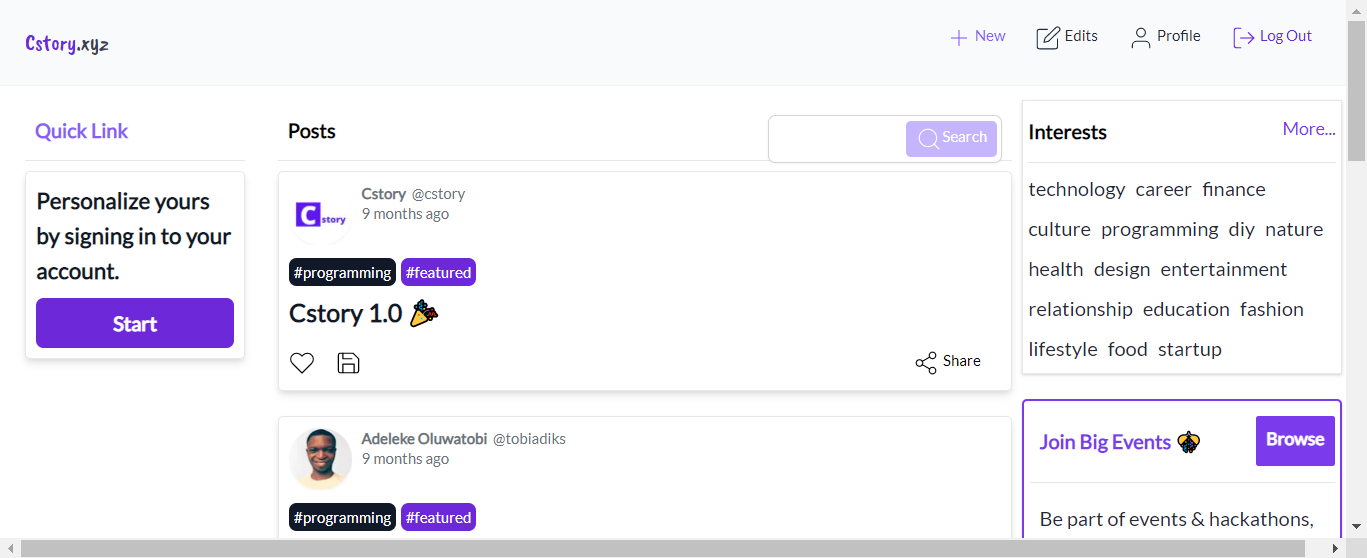 Cstory.xyz
New Edits Profile Log Out
Quick Link
Personalize yours
by signing in to your
account.
Start
Posts
Search
Cstory @cstory
9 months ago
C story
#programming #featured
Cstory 1.0
Share
Adeleke Oluwatobi @tobiadiks
9 months ago
#programming #featured
Interests More...
technology career finance
culture programming diy nature
health design entertainment
relationship education fashion
lifestyle food startup
Join Big Events Browse
Be part of events & hackathons,